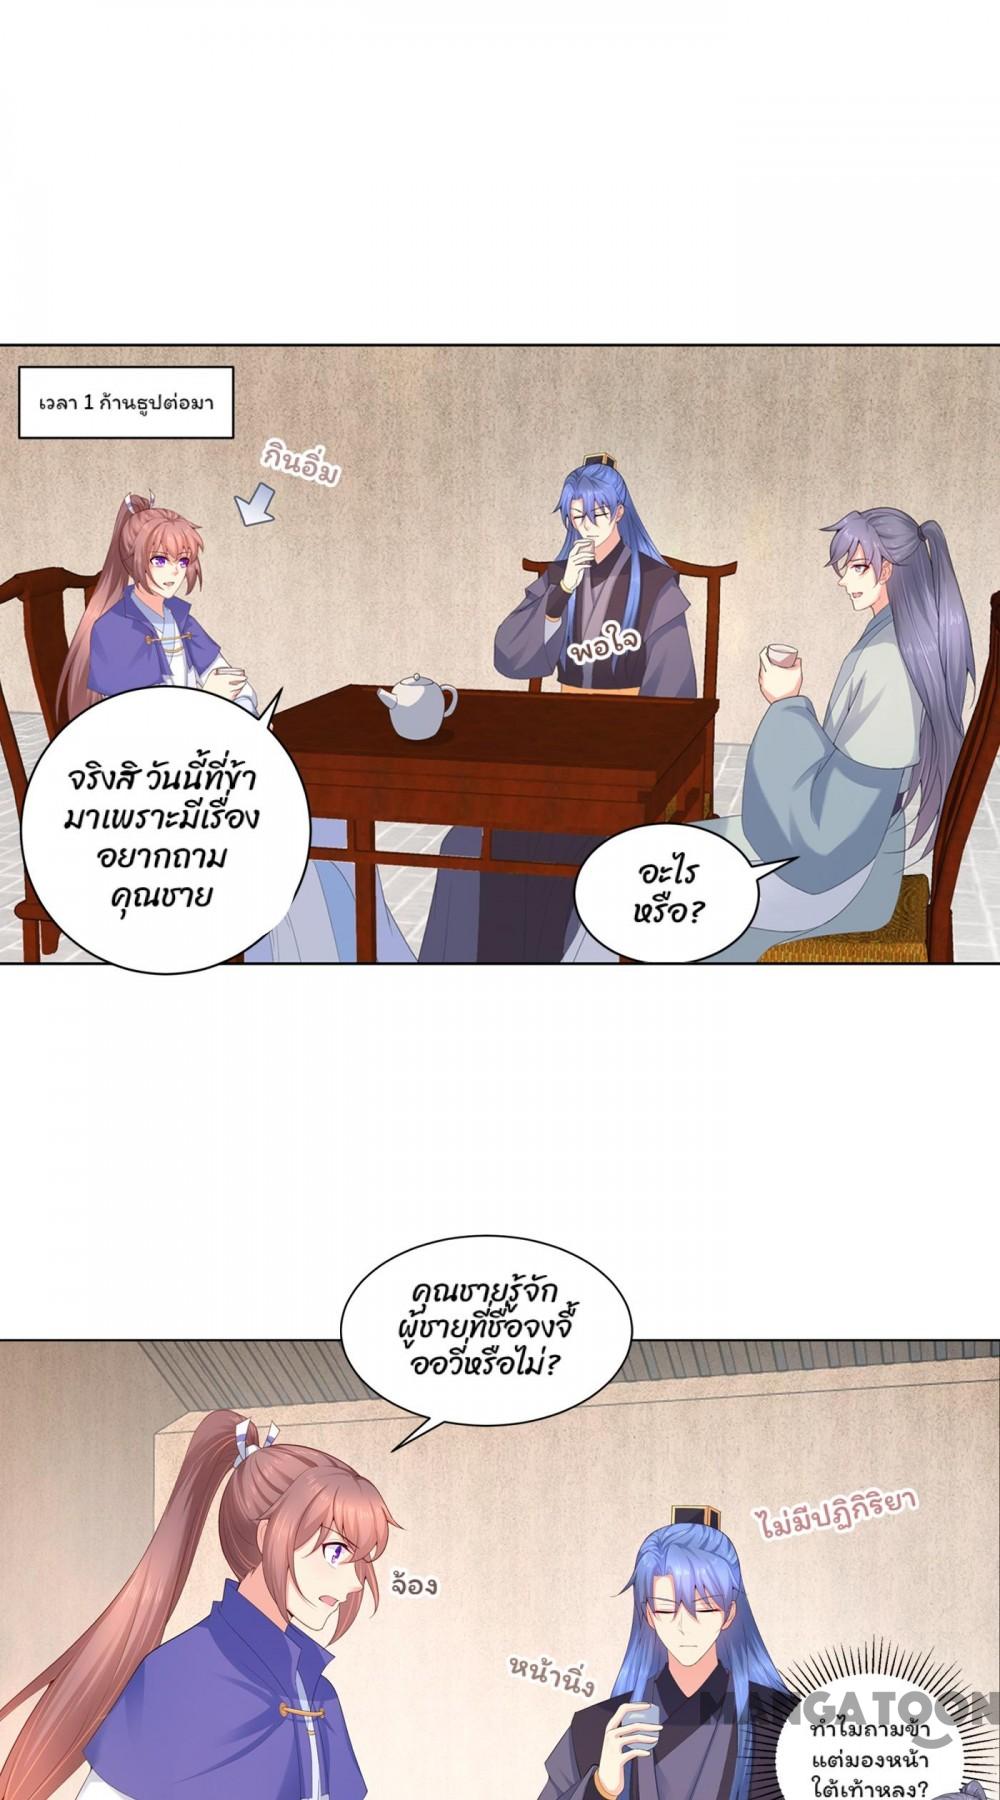 เวลา 1 ก้านธูปต่อมา
กินอิ่ม
พอใจ
จริงสิ วันนี้ที่ข้า
มาเพราะมีเรื่อง
อยากถาม
คุณชาย
อะไร
หรือ?
คุณชายรู้จัก
ผู้ชายที่ชื่อจงจื้
ออวี่หรือไม่?
ไม่มีปฏิกิริยา
จ้อง
หน้านิ่ง
MANGATOON
ทำไมถามข้า
แต่มองหน้า
ใต้เท้าหลง?